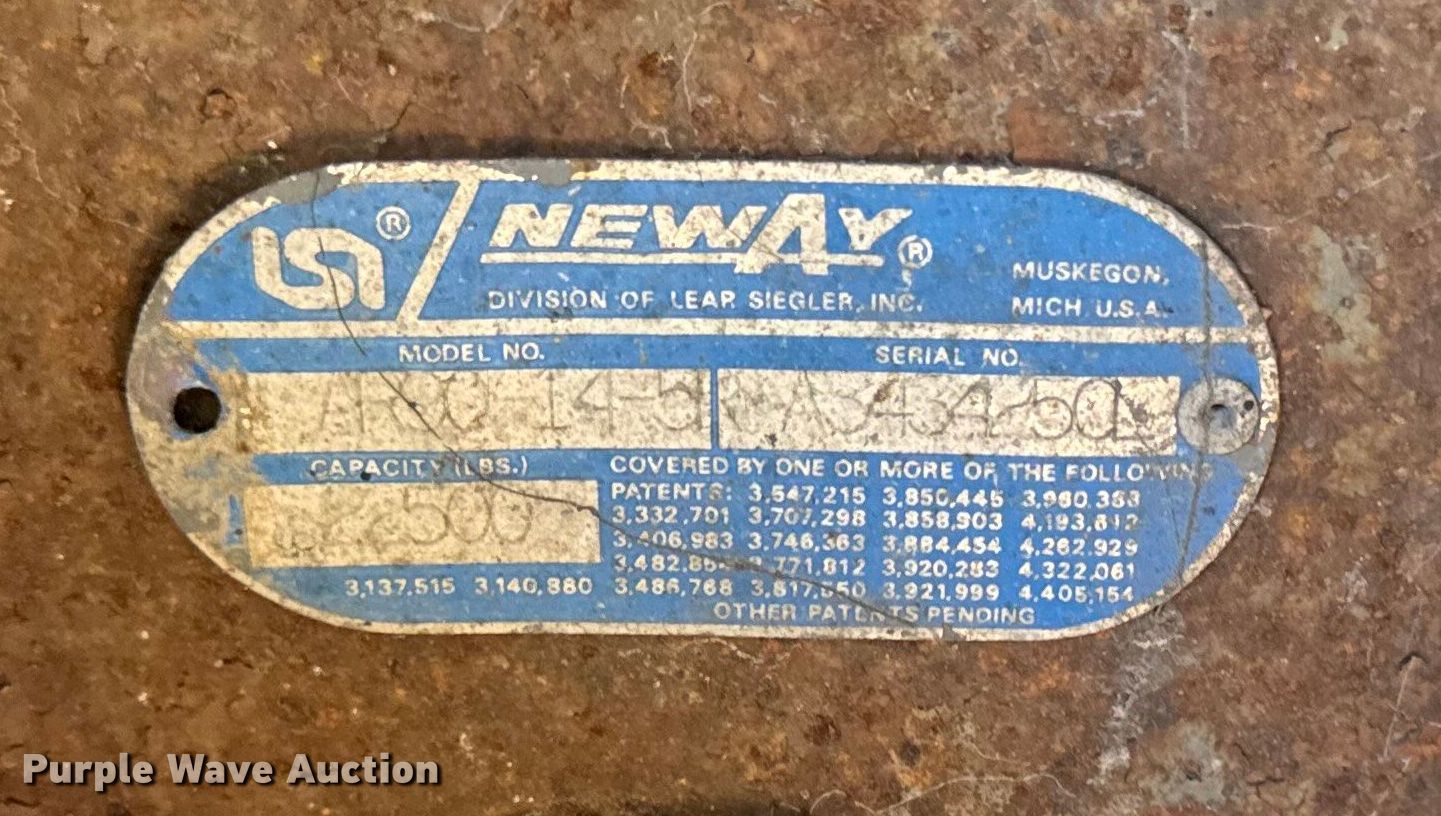 LSI® NEWAY®
DIVISION OF LEAR SIEGLER, INC.
MUSKEGON,
MICH U.S.A.
MODEL NO. SERIAL NO.
CAPACITY (LBS.)
22500
COVERED BY ONE OR MORE OF THE FOLLOWING
PATENTS: 3,547,215 3,850,445 3,960,388
3,332,701 3,707,298 3,858,903 4,193,612
3,406,983 3,746,363 3,884,454 4,262,929
3,920,283 4,322,061
3,137,515 3,140,880 3,486,768 3,921,999 4,405,154
OTHER PATENTS PENDING
Purple Wave Auction